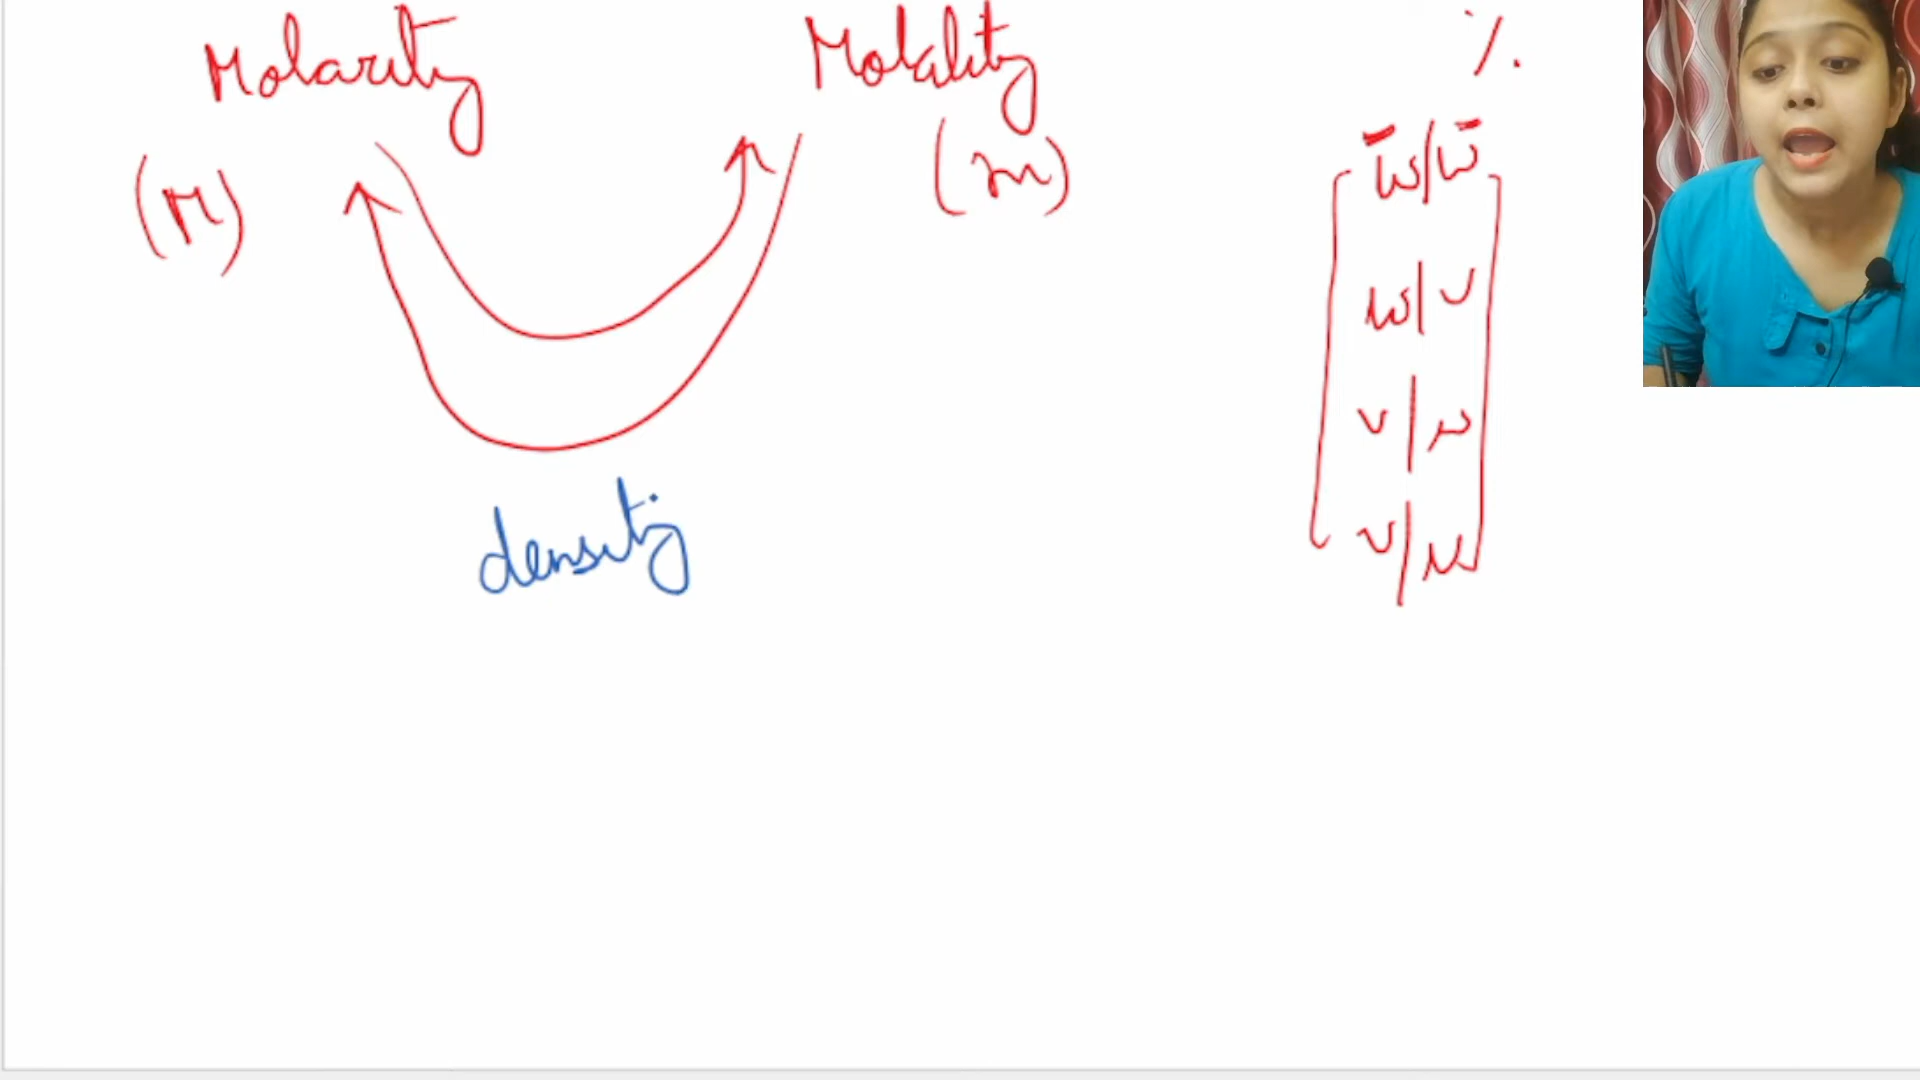 Molarity Molality %.
(M) (m) w/w
w/v
v/w
density v/w